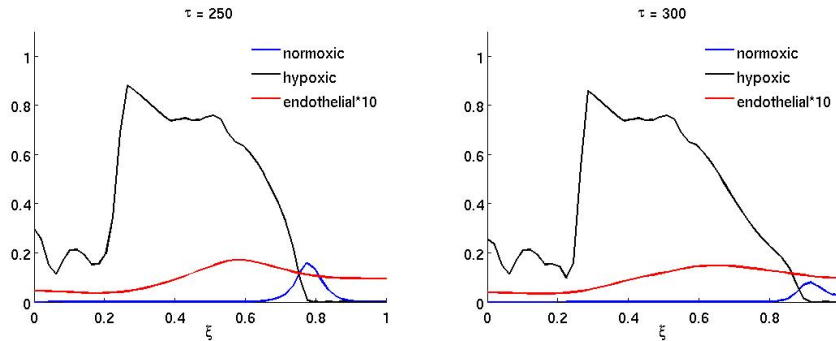 τ = 250
1
0.8
0.6
0.4
0.2
0
0 0.2 0.4 0.6 0.8 1
ξ
normoxic
hypoxic
endothelial*10
τ = 300
1
0.8
0.6
0.4
0.2
0
0 0.2 0.4 0.6 0.8
ξ
normoxic
hypoxic
endothelial*10